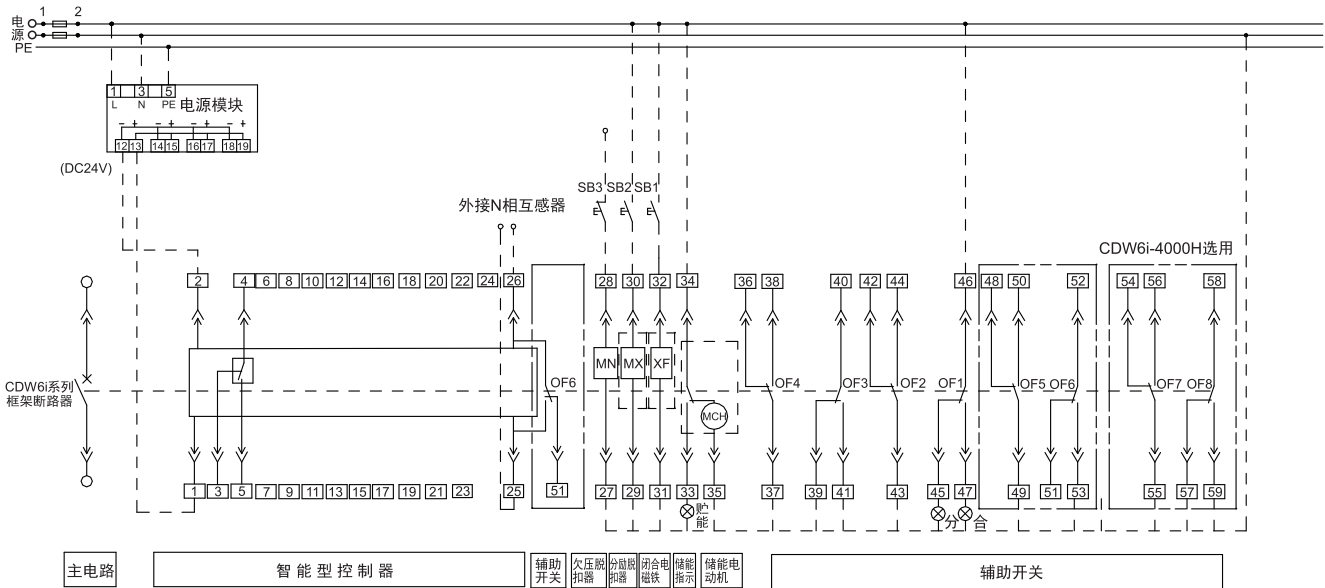 电 1 2
源
PE
1 3 5
L N PE 电源模块
- + - + - + - +
12 13 14 15 16 17 18 19
(DC24V)
SB3 SB2 SB1
外接N相互感器
CDW6i-4000H选用
2 4 6 8 10 12 14 16 18 20 22 24 26 28 30 32 34 36 38 40 42 44 46 48 50 52 54 56 58
MN MX XF
CDW6i系列
框架断路器
OF6 OF4 OF3 OF2 OF1 OF5 OF6 OF7 OF8
MCH
1 3 5 7 9 11 13 15 17 19 21 23 25 51 27 29 31 33 35 37 39 41 43 45 47 49 51 53 55 57 59
贮
能
分 合
主电路 智能型控制器 辅助
开关 欠压脱
扣器 分励脱
扣器 闭合电
磁铁 储能
指示 储能电
动机 辅助开关